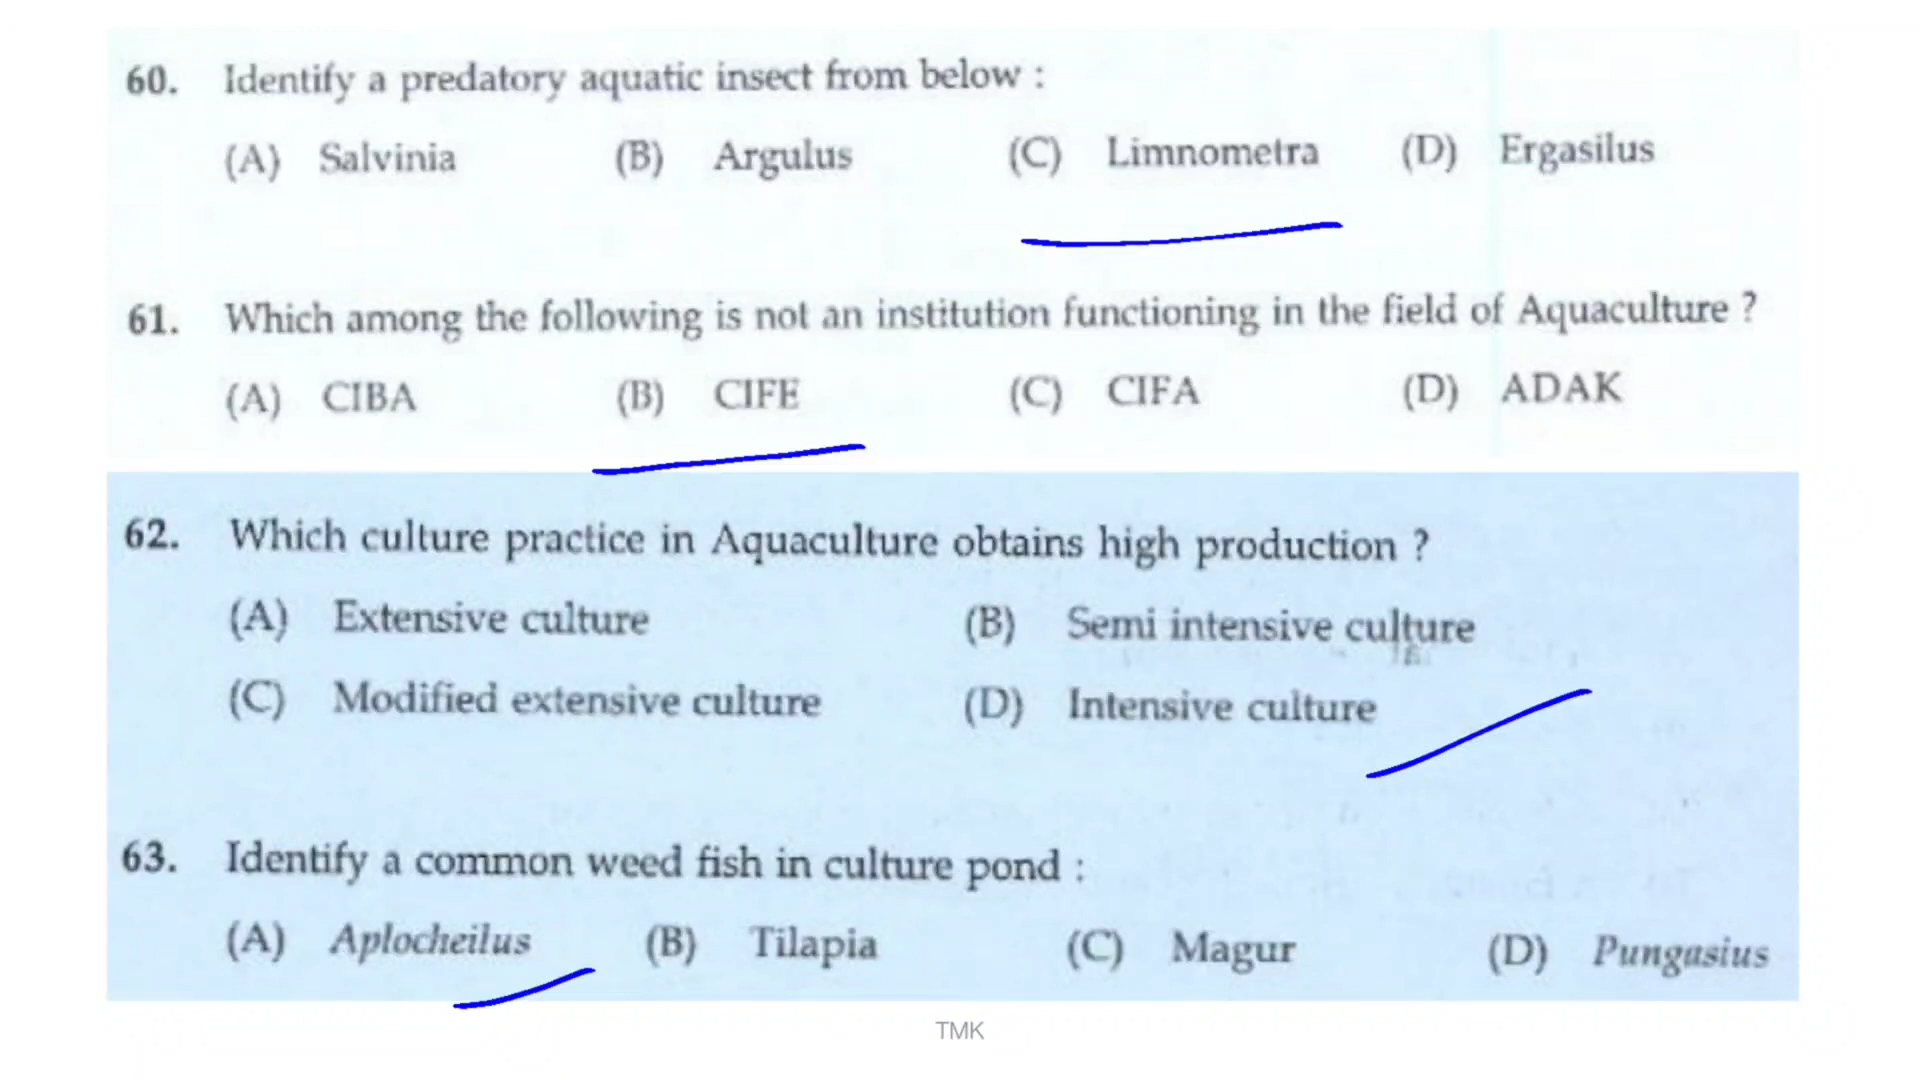 60. Identify a predatory aquatic insect from below :
(A) Salvinia (B) Argulus (C) Limnometra (D) Ergasilus
61. Which among the following is not an institution functioning in the field of Aquaculture ?
(A) CIBA (B) CIFE (C) CIFA (D) ADAK
62. Which culture practice in Aquaculture obtains high production ?
(A) Extensive culture (B) Semi intensive culture
(C) Modified extensive culture (D) Intensive culture
63. Identify a common weed fish in culture pond :
(A) Aplocheilus (B) Tilapia (C) Magur (D) Pungasius
TMK